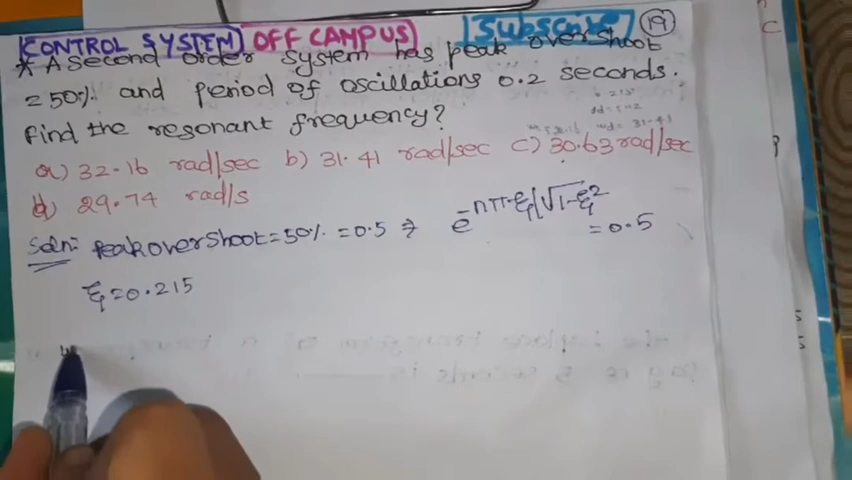 CONTROL SYSTEM OFF CAMPUS Subscribe 19
* A Second order System has peak overshoot
= 50% and period of oscillations 0.2 seconds.
Find the resonant frequency?
a) 32.16 rad/sec b) 31.41 rad/sec c) 30.63 rad/sec
d) 29.74 rad/s
Soln: Peak overshoot = 50% = 0.5 ⇒ e^-nπ·ξ/√1-ξ² = 0.5
ξ = 0.215